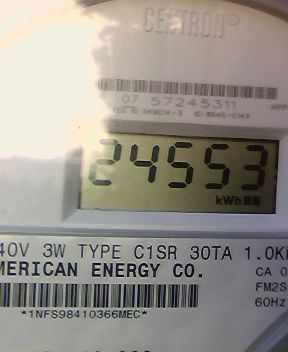 CENTRON®
07 57245311
24553
kWh
40V 3W TYPE C1SR 30TA 1.0K
MERICAN ENERGY CO.
CA 0.
FM2S
60Hz
*1NFS98410366MEC*